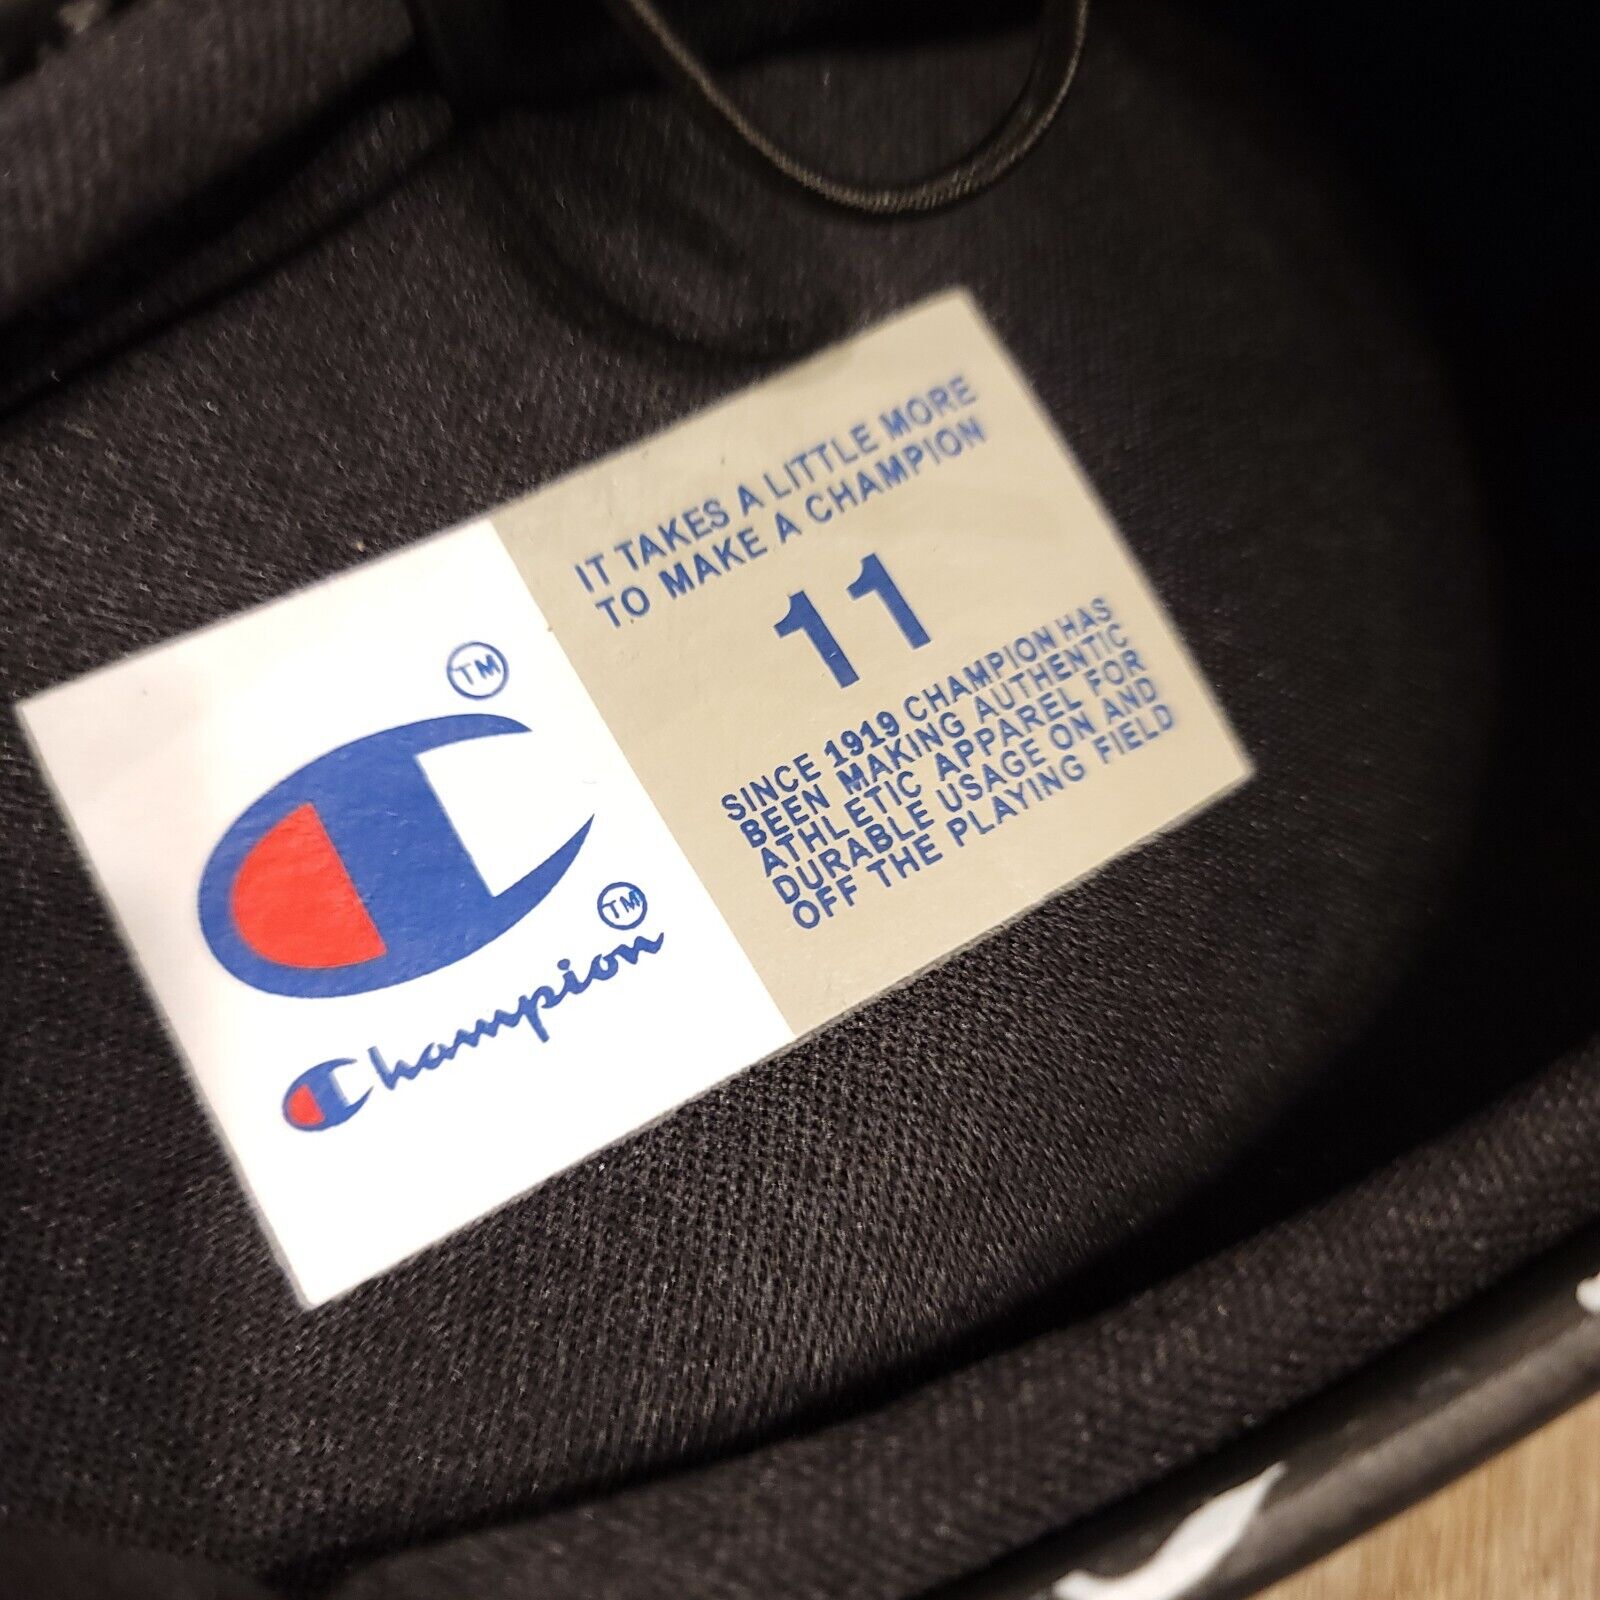 TM
TM
Champion
IT TAKES A LITTLE MORE
TO MAKE A CHAMPION
11
SINCE 1919 CHAMPION HAS
BEEN MAKING AUTHENTIC
ATHLETIC APPAREL FOR
DURABLE USAGE ON AND
OFF THE PLAYING FIELD